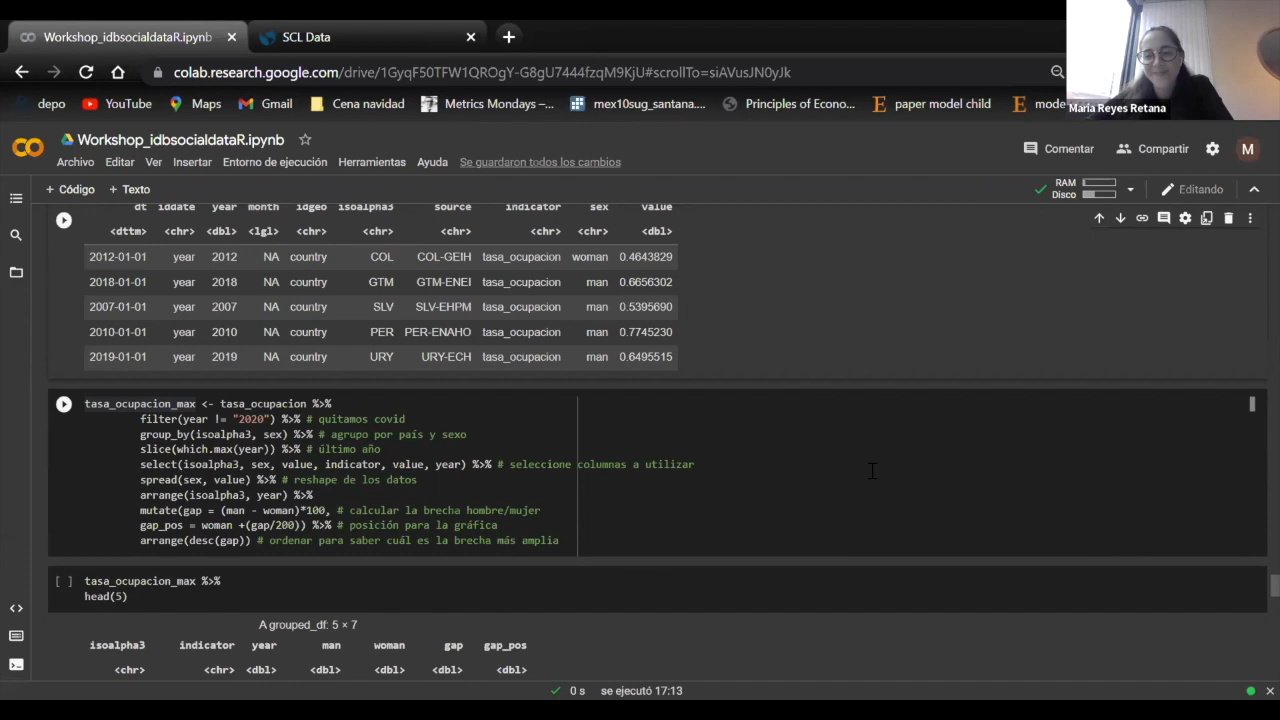 Workshop_idbsocialdataR.ipynb
SCL Data
colab.research.google.com/drive/1GyqF50TFW1QROgY-G8gU7444fzqM9KjU#scrollTo=siAVusJN0yJk
depo YouTube Maps Gmail Cena navidad Metrics Mondays –... mex10sug_santana.... Principles of Econo... paper model child mode
María Reyes Retana
Workshop_idbsocialdataR.ipynb
Comentar Compartir M
Archivo Editar Ver Insertar Entorno de ejecución Herramientas Ayuda Se guardaron todos los cambios
+ Código + Texto RAM Disco Editando
dt iddate year month idgeo isoalpha3 source indicator sex value
<dttm> <chr> <dbl> <lgl> <chr> <chr> <chr> <chr> <chr> <dbl>
2012-01-01 year 2012 NA country COL COL-GEIH tasa_ocupacion woman 0.4643829
2018-01-01 year 2018 NA country GTM GTM-ENEI tasa_ocupacion man 0.6656302
2007-01-01 year 2007 NA country SLV SLV-EHPM tasa_ocupacion man 0.5395690
2010-01-01 year 2010 NA country PER PER-ENAHO tasa_ocupacion man 0.7745230
2019-01-01 year 2019 NA country URY URY-ECH tasa_ocupacion man 0.6495515
tasa_ocupacion_max <- tasa_ocupacion %>%
filter(year != "2020") %>% # quitamos covid
group_by(isoalpha3, sex) %>% # agrupo por país y sexo
slice(which.max(year)) %>% # último año
select(isoalpha3, sex, value, indicator, value, year) %>% # seleccione columnas a utilizar
spread(sex, value) %>% # reshape de los datos
arrange(isoalpha3, year) %>%
mutate(gap = (man - woman)*100, # calcular la brecha hombre/mujer
gap_pos = woman +(gap/200)) %>% # posición para la gráfica
arrange(desc(gap)) # ordenar para saber cuál es la brecha más amplia
[ ] tasa_ocupacion_max %>%
head(5)
A grouped_df: 5 × 7
isoalpha3 indicator year man woman gap gap_pos
<chr> <chr> <dbl> <dbl> <dbl> <dbl> <dbl>
0 s se ejecutó 17:13